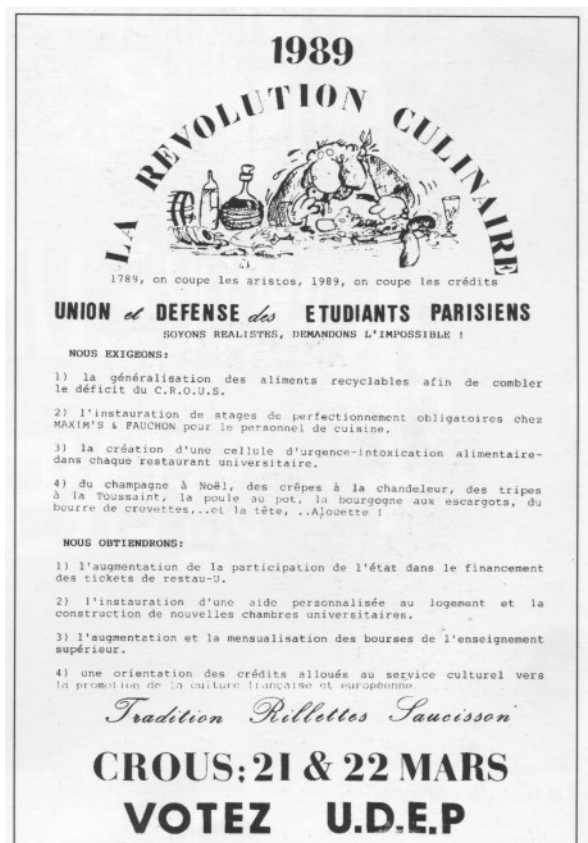 1989
LA REVOLUTION CULINAIRE
1789, on coupe les aristos, 1989, on coupe les crédits
UNION et DEFENSE des ETUDIANTS PARISIENS
SOYONS REALISTES, DEMANDONS L'IMPOSSIBLE !
NOUS EXIGEONS:
1) la généralisation des aliments recyclables afin de combler
le déficit du C.R.O.U.S.
2) l'instauration de stages de perfectionnement obligatoires chez
MAXIM'S & FAUCHON pour le personnel de cuisine.
3) la création d'une cellule d'urgence-intoxication alimentaire-
dans chaque restaurant universitaire.
4) du champagne à Noël, des crêpes à la chandeleur, des tripes
à la Toussaint, la poule au pot, la bourgogne aux escargots, du
bourre de crovettes,..et la tête, ..Alouette !
NOUS OBTIENDRONS:
1) l'augmentation de la participation de l'état dans le financement
des tickets de restau-U.
2) l'instauration d'une aide personnalisée au logement et la
construction de nouvelles chambres universitaires.
3) l'augmentation et la mensualisation des bourses de l'enseignement
supérieur.
4) une orientation des crédits alloués au service culturel vers
la promotion de la culture française et européenne.
Tradition Rillettes Saucisson
CROUS: 21 & 22 MARS
VOTEZ U.D.E.P